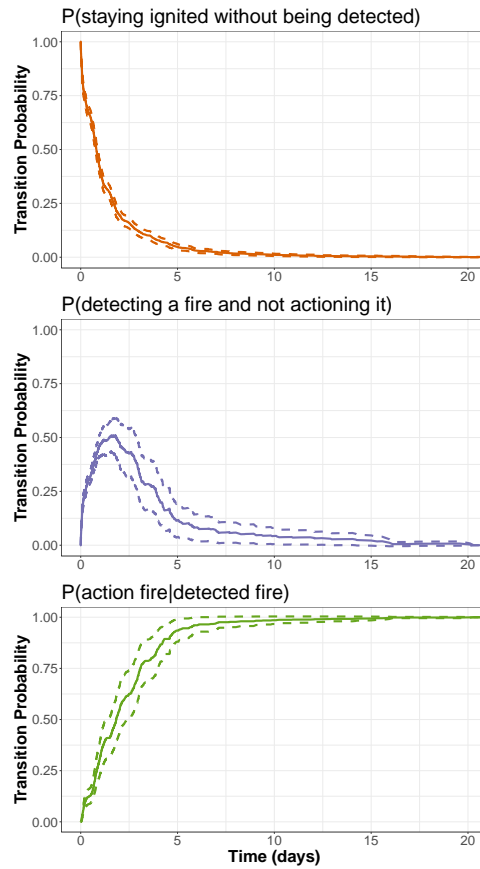 P(staying ignited without being detected)
Transition Probability
1.00
0.75
0.50
0.25
0.00
0 5 10 15 20
P(detecting a fire and not actioning it)
Transition Probability
1.00
0.75
0.50
0.25
0.00
0 5 10 15 20
P(action fire|detected fire)
Transition Probability
1.00
0.75
0.50
0.25
0.00
0 5 10 15 20
Time (days)